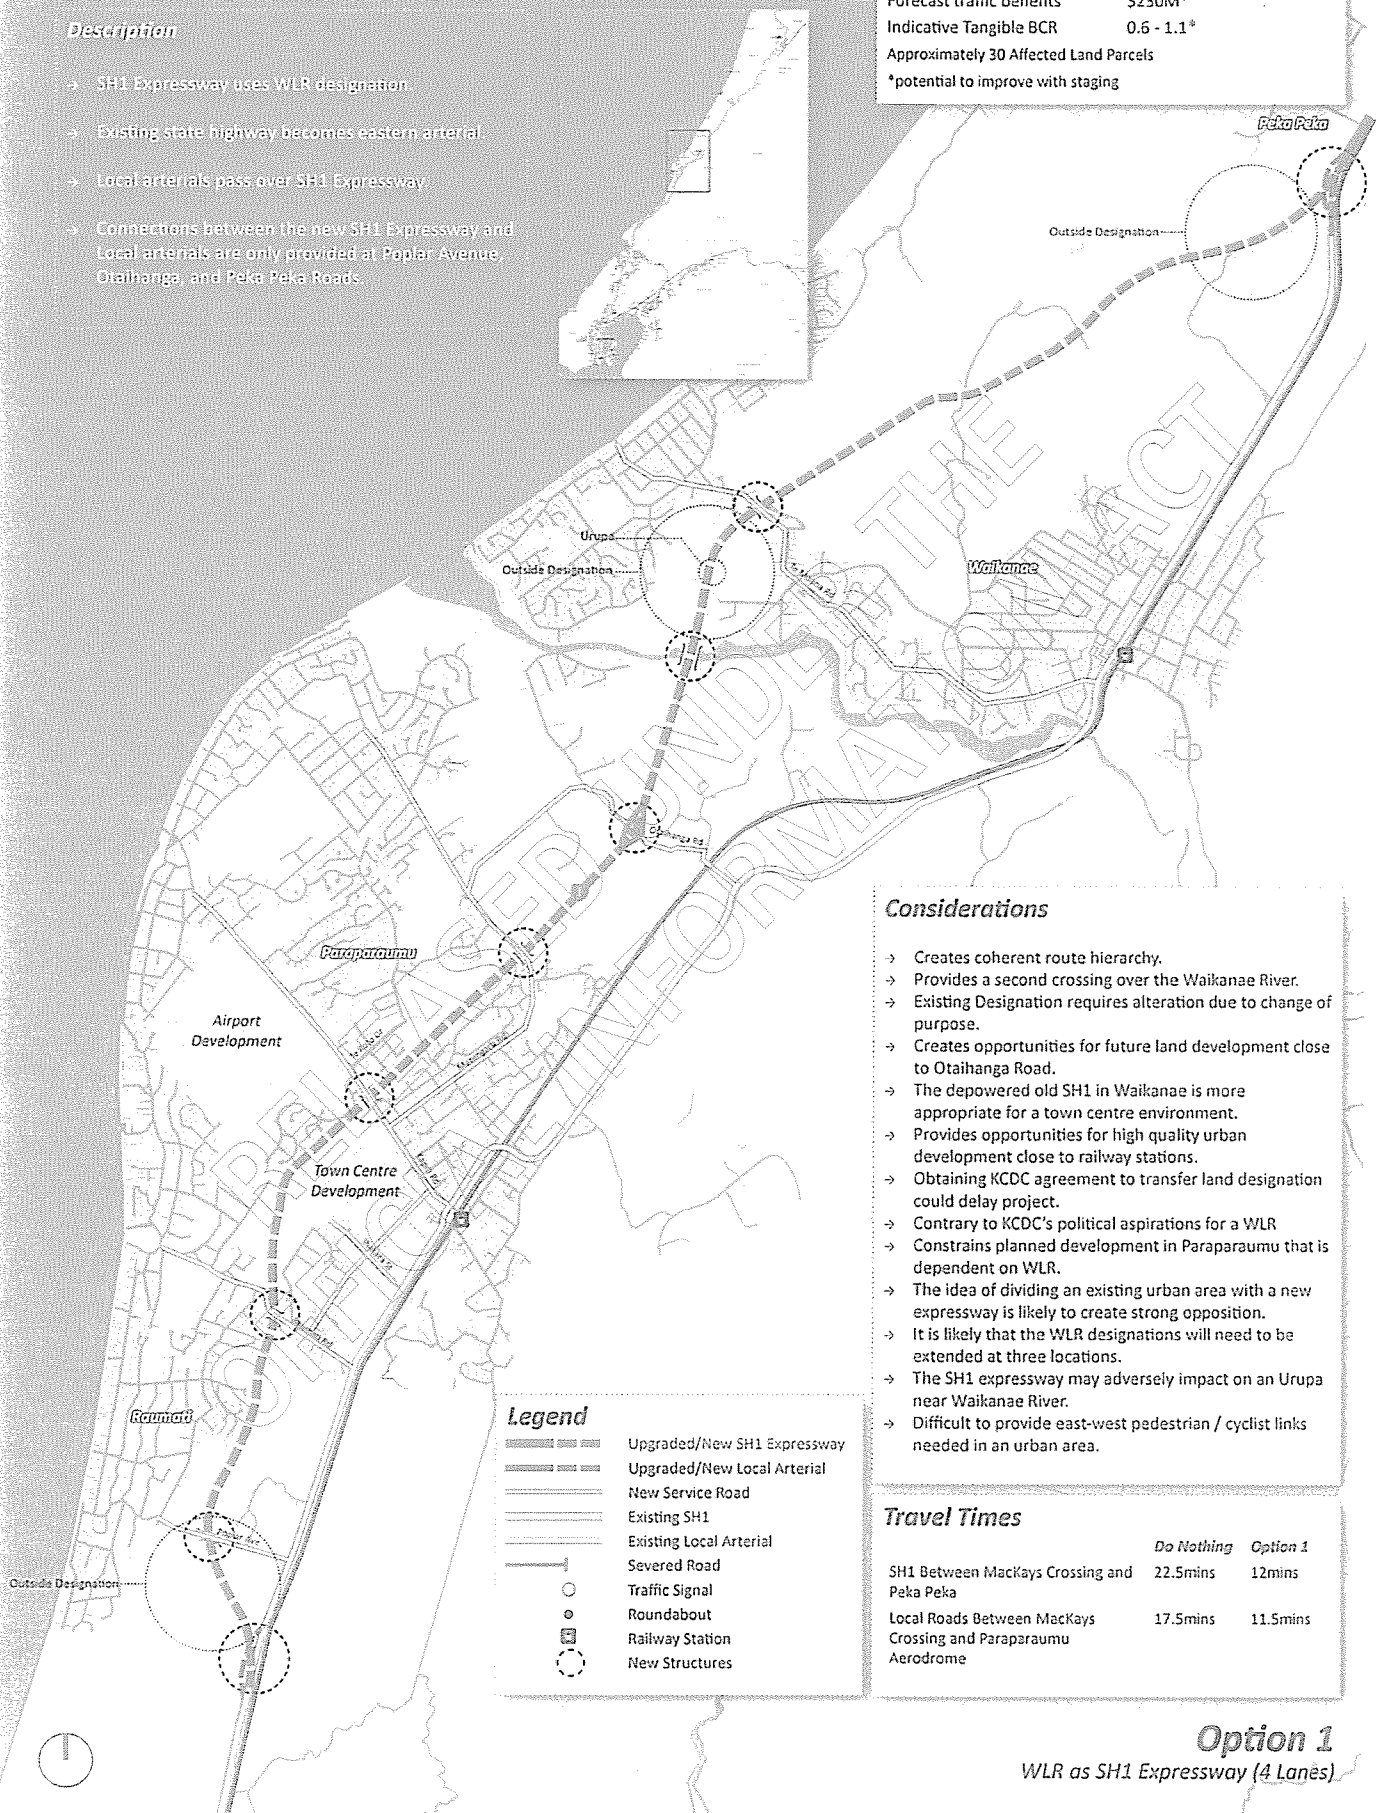 Forecast traffic benefits $230M*
Indicative Tangible BCR 0.6 - 1.1*
Approximately 30 Affected Land Parcels
*potential to improve with staging
Description
→ SH1 Expressway uses WLR designation
→ Existing state highway becomes eastern arterial
→ Local arterials pass over SH1 Expressway.
→ Connections between the new SH1 Expressway and
Local arterials are only provided at Poplar Avenue,
Otaihanga, and Peka Peka Roads.
Peka Peka
Outside Designation
Urupa
Outside Designation
Waikanae
Otaihanga Rd
Paraparaumu
Airport
Development
Town Centre
Development
Raumati
Poplar Ave
Outside Designation
RELEASED UNDER THE
OFFICIAL INFORMATION ACT
Considerations
→ Creates coherent route hierarchy.
→ Provides a second crossing over the Waikanae River.
→ Existing Designation requires alteration due to change of
purpose.
→ Creates opportunities for future land development close
to Otaihanga Road.
→ The depowered old SH1 in Waikanae is more
appropriate for a town centre environment.
→ Provides opportunities for high quality urban
development close to railway stations.
→ Obtaining KCDC agreement to transfer land designation
could delay project.
→ Contrary to KCDC's political aspirations for a WLR
→ Constrains planned development in Paraparaumu that is
dependent on WLR.
→ The idea of dividing an existing urban area with a new
expressway is likely to create strong opposition.
→ It is likely that the WLR designations will need to be
extended at three locations.
→ The SH1 expressway may adversely impact on an Urupa
near Waikanae River.
→ Difficult to provide east-west pedestrian / cyclist links
needed in an urban area.
Legend
Upgraded/New SH1 Expressway
Upgraded/New Local Arterial
New Service Road
Existing SH1
Existing Local Arterial
Severed Road
Traffic Signal
Roundabout
Railway Station
New Structures
Travel Times
Do Nothing Option 1
SH1 Between MacKays Crossing and 22.5mins 12mins
Peka Peka
Local Roads Between MacKays 17.5mins 11.5mins
Crossing and Paraparaumu
Aerodrome
Option 1
WLR as SH1 Expressway (4 Lanes)